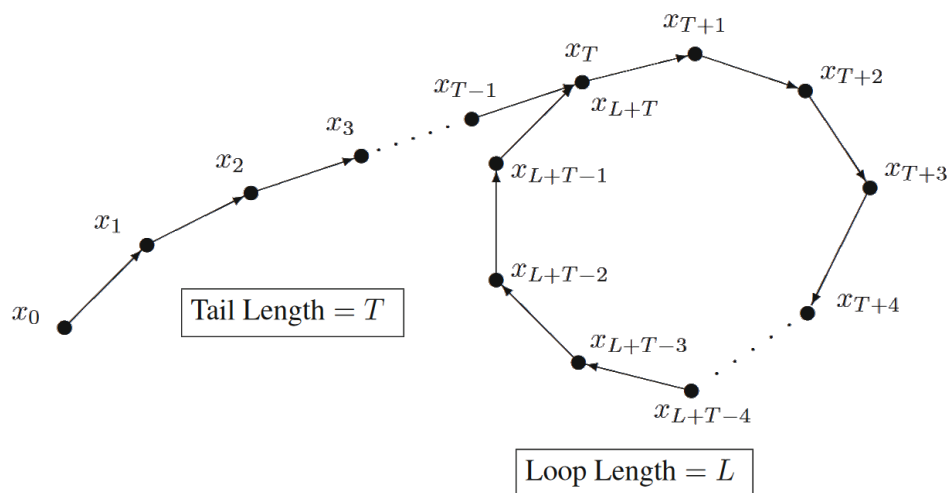 x_0
x_1
x_2
x_3
x_{T−1}
x_T
x_{L+T}
x_{T+1}
x_{T+2}
x_{T+3}
x_{T+4}
x_{L+T−4}
x_{L+T−3}
x_{L+T−2}
x_{L+T−1}
Tail Length = T
Loop Length = L